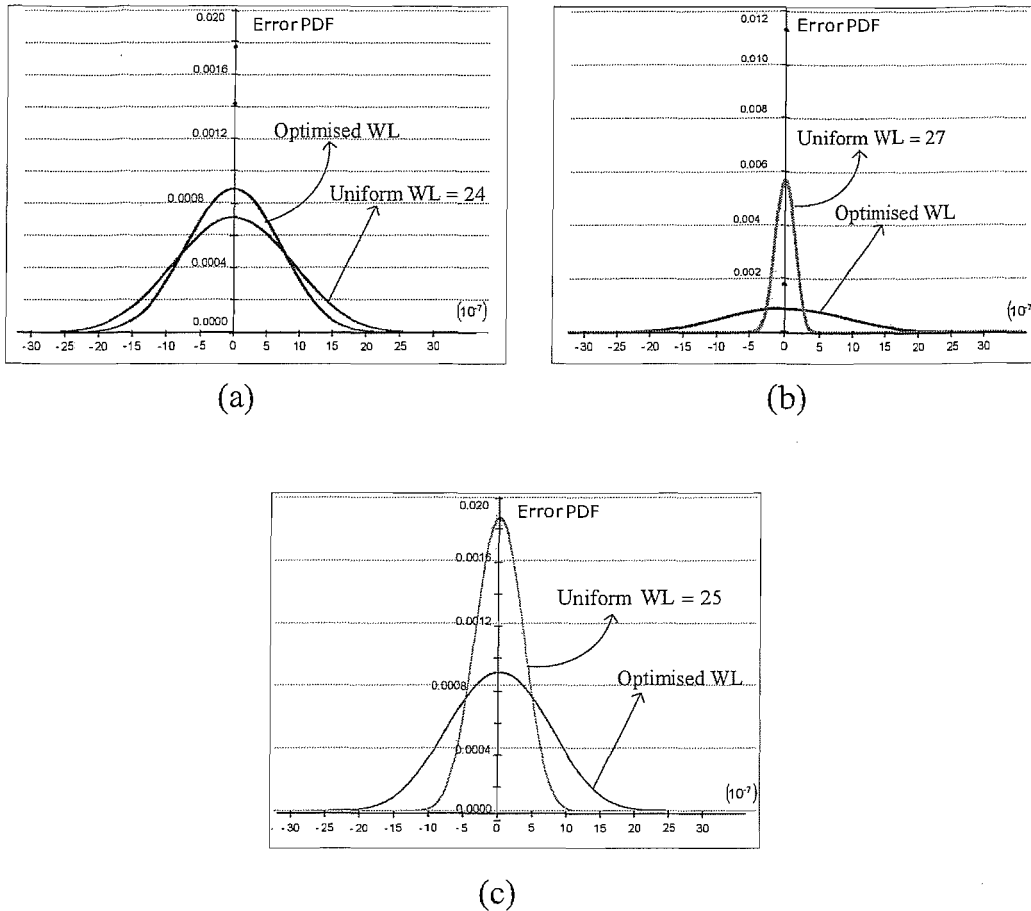 0.020
Error PDF
0.0016
0.0012
Optimised WL
Uniform WL = 24
0.0008
0.0004
0.0000
(10-7)
-30 -25 -20 -15 -10 -5 0 5 10 15 20 25 30
(a)
0.012
Error PDF
0.010
0.008
Uniform WL = 27
0.006
Optimised WL
0.004
0.002
(10-7
-30 -25 -20 -15 -10 -5 0 5 10 15 20 25 30
(b)
0.020
Error PDF
0.0016
Uniform WL = 25
0.0012
Optimised WL
0.0008
0.0004
(10-7)
0.0000
-30 -25 -20 -15 -10 -5 0 5 10 15 20 25 30
(c)